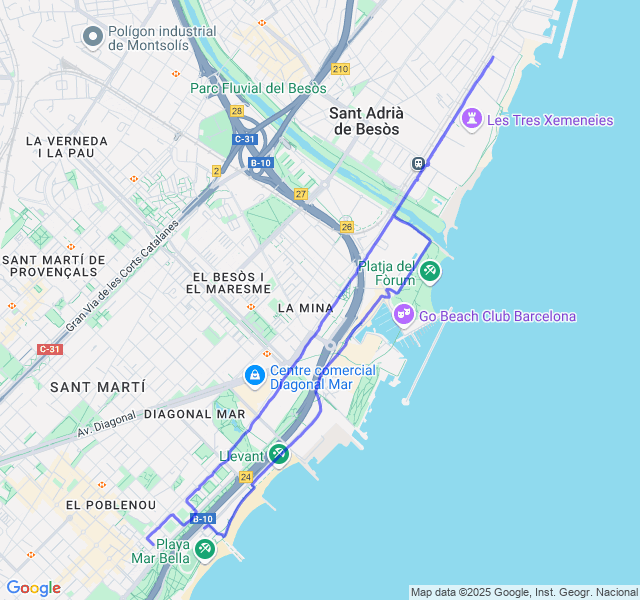 Polígon industrial
de Montsolís
210
Parc Fluvial del Besòs
28
Sant Adrià
de Besòs
Les Tres Xemeneies
C-31
LA VERNEDA
I LA PAU
B-10
2
27
26
SANT MARTÍ DE
PROVENÇALS
Gran Via de les Corts Catalanes
EL BESÒS I
EL MARESME
Platja del
Fòrum
LA MINA
Go Beach Club Barcelona
C-31
Centre comercial
Diagonal Mar
SANT MARTÍ
Av. Diagonal
DIAGONAL MAR
Llevant
24
EL POBLENOU
B-10
Playa
Mar Bella
Google
Map data ©2025 Google, Inst. Geogr. Nacional